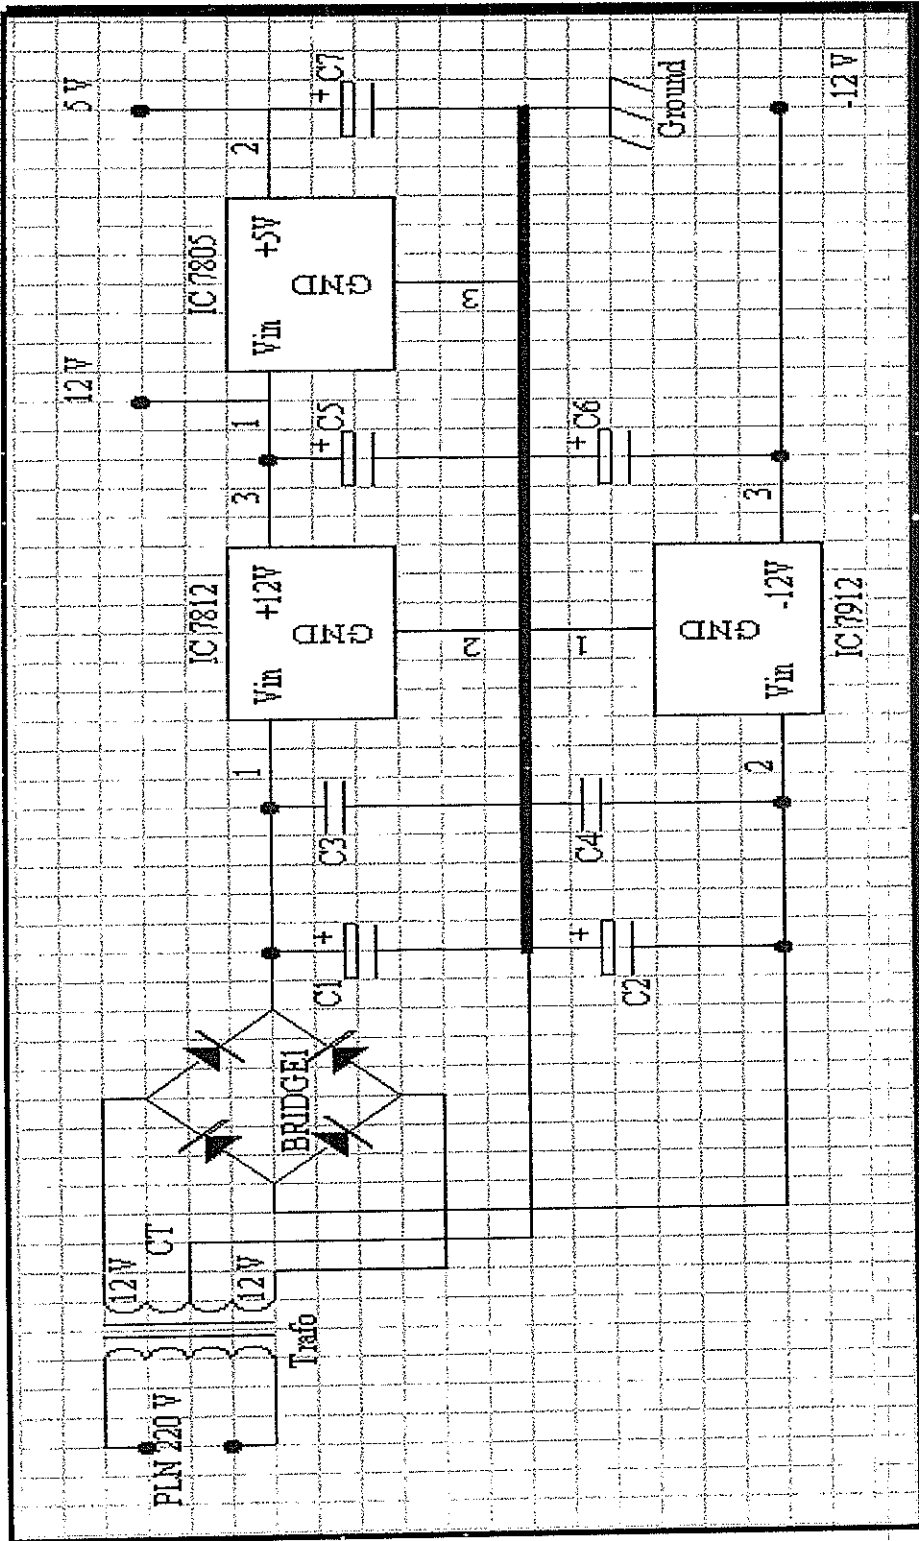 PLN 220 V
Trafo
(12 V
CT
(12 V
BRIDGE1
C1
+
C2
+
C3
C4
1
IC 7812
Vin
+12V
GND
2
3
1
GND
Vin
-12V
IC 7912
2
3
C5
+
C6
+
12 V
1
IC 7805
Vin
+5V
GND
3
2
5 V
+
C7
Ground
-12 V